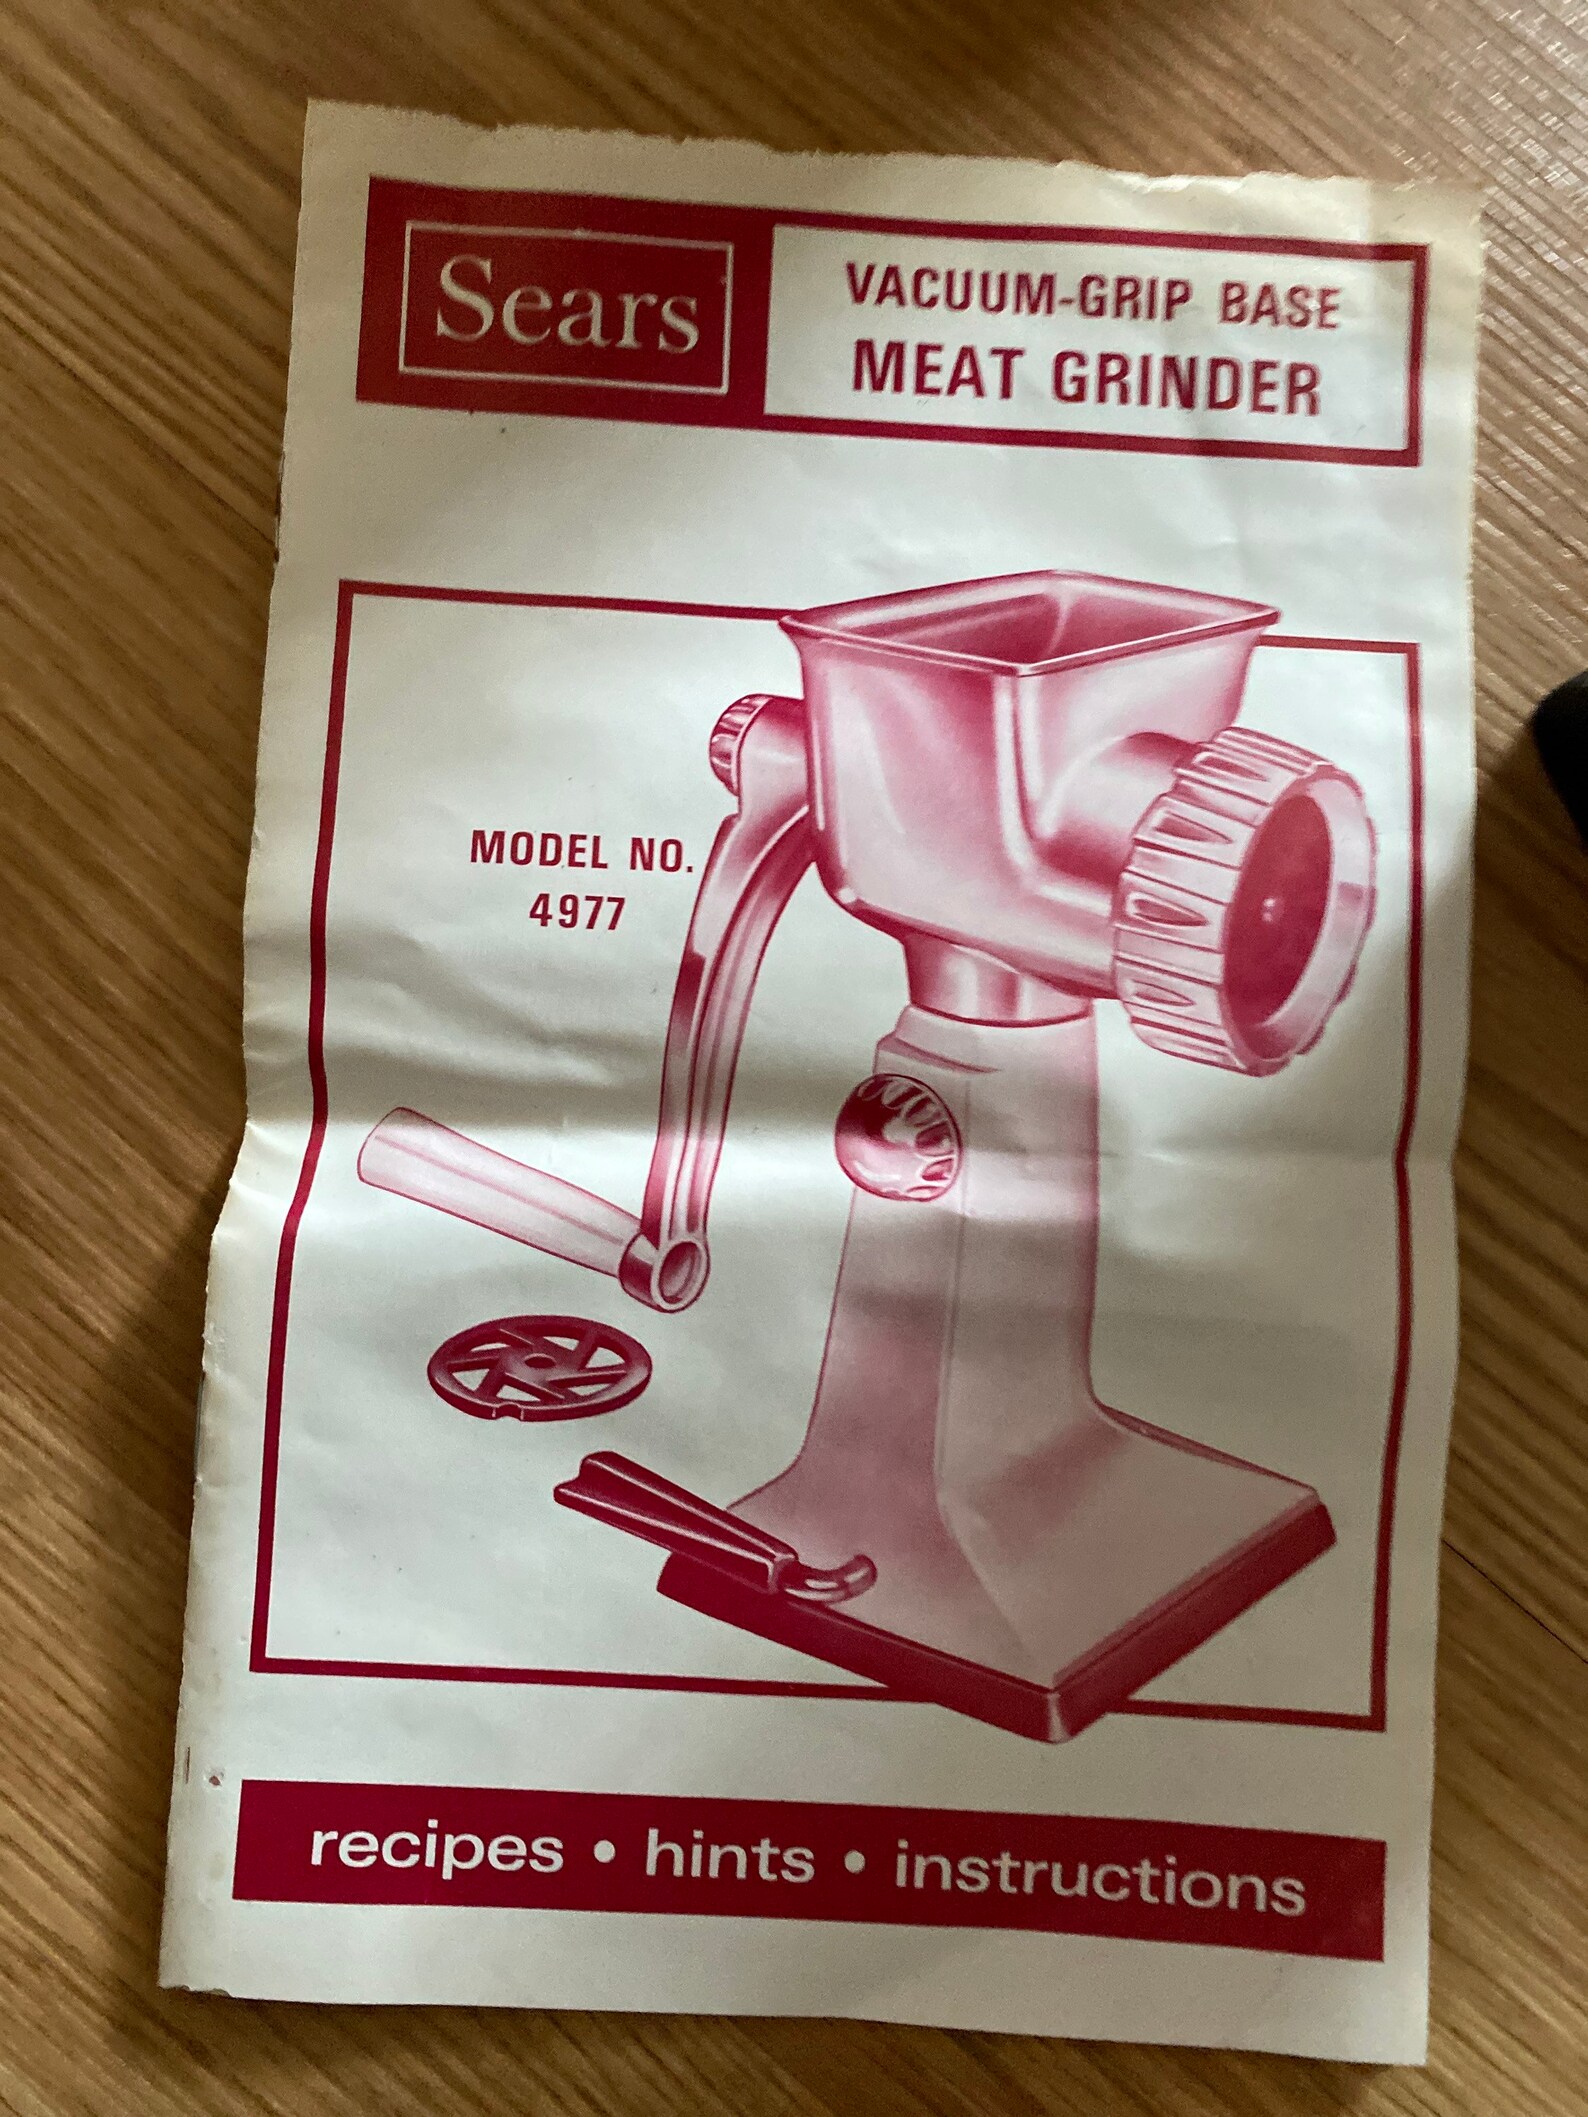 Sears
VACUUM-GRIP BASE
MEAT GRINDER
MODEL NO.
4977
recipes • hints • instructions